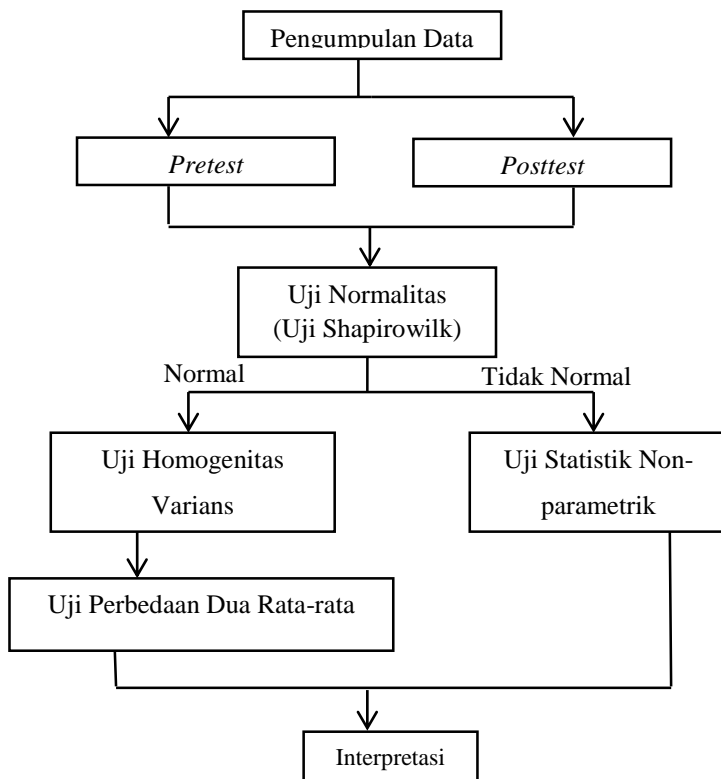 Pengumpulan Data
Pretest
Posttest
Uji Normalitas
(Uji Shapirowilk)
Normal
Tidak Normal
Uji Homogenitas
Varians
Uji Statistik Non-
parametrik
Uji Perbedaan Dua Rata-rata
Interpretasi